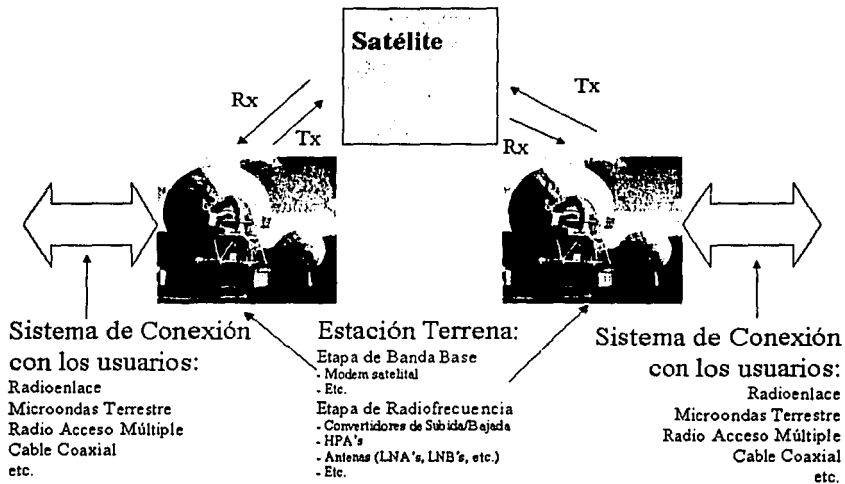 Satélite
Rx
Tx
Tx
Rx
Sistema de Conexión
con los usuarios:
Radioenlace
Microondas Terrestre
Radio Acceso Múltiple
Cable Coaxial
etc.
Estación Terrena:
Etapa de Banda Base
- Modem satelital
- Etc.
Etapa de Radiofrecuencia
- Convertidores de Subida/Bajada
- HPA's
- Antenas (LNA's, LNB's, etc.)
- Etc.
Sistema de Conexión
con los usuarios:
Radioenlace
Microondas Terrestre
Radio Acceso Múltiple
Cable Coaxial
etc.